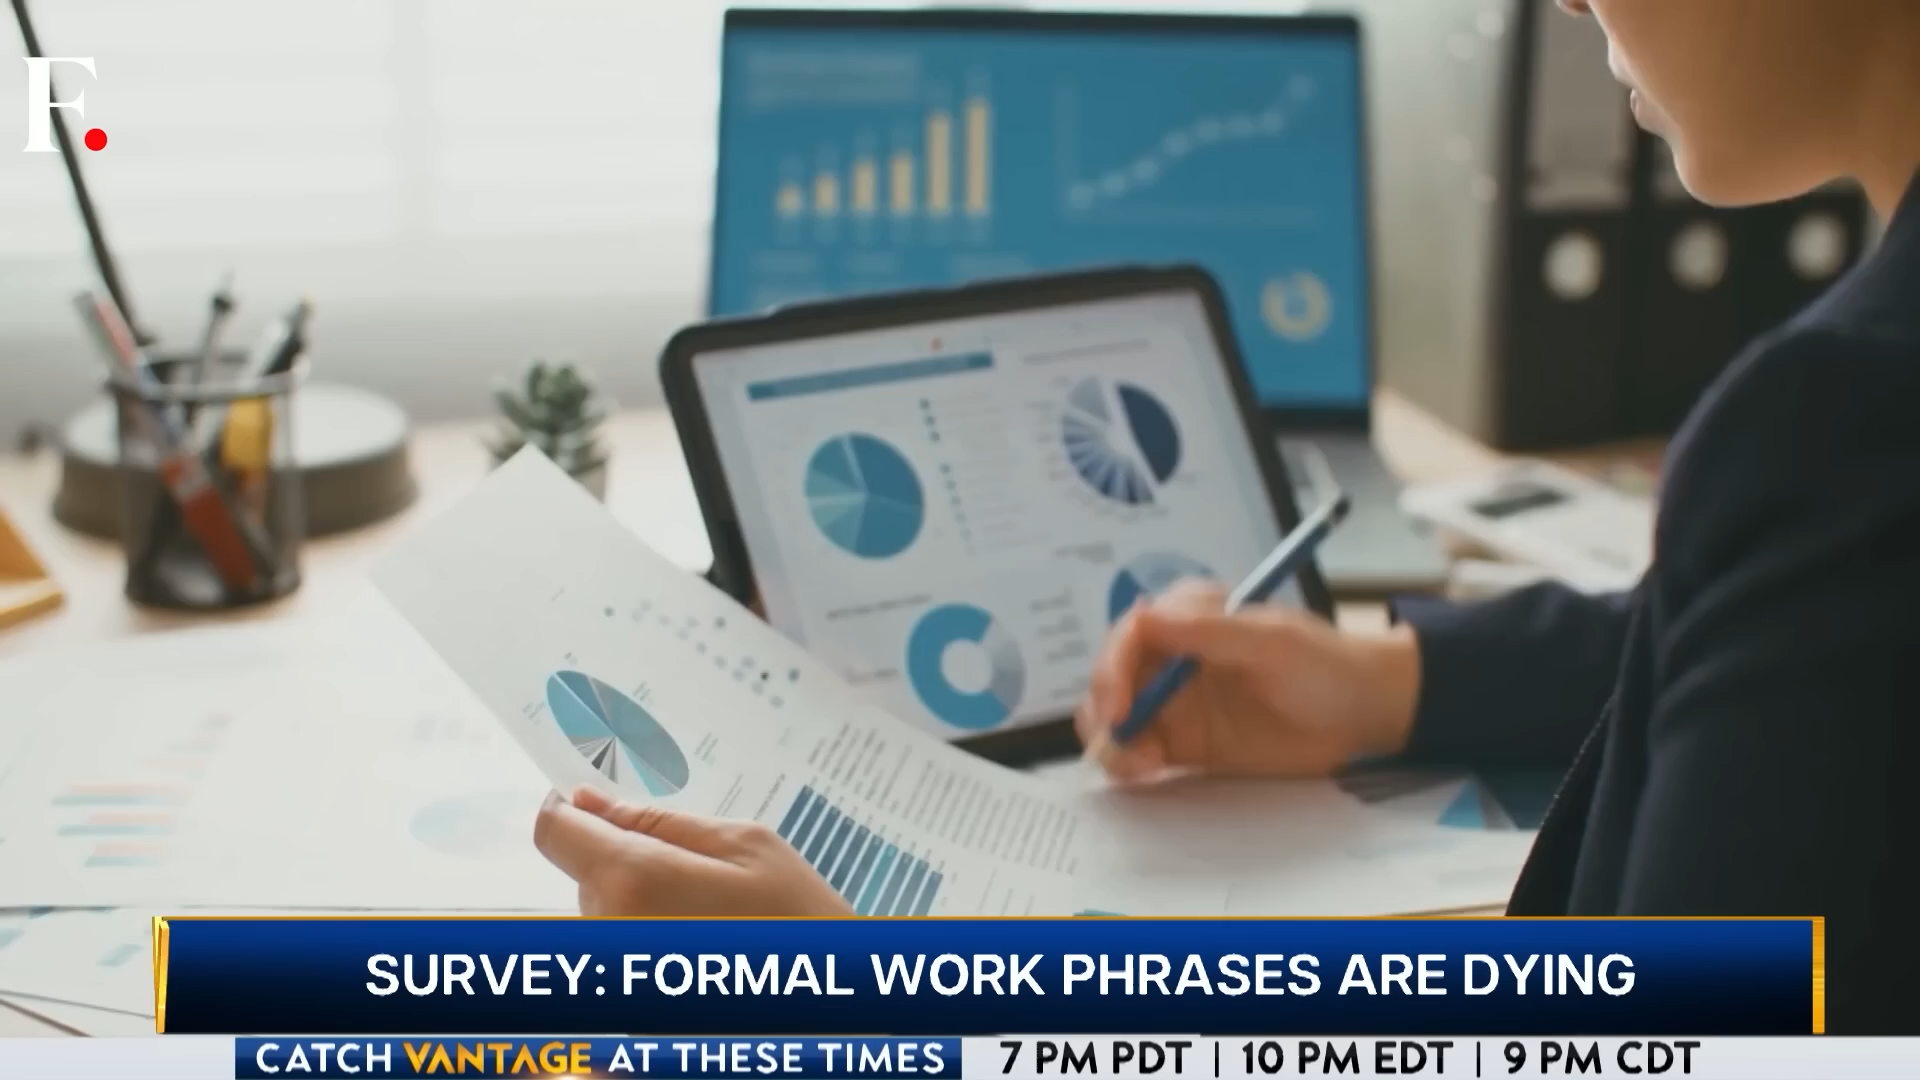 F.
SURVEY: FORMAL WORK PHRASES ARE DYING
CATCH VANTAGE AT THESE TIMES 7 PM PDT | 10 PM EDT | 9 PM CDT